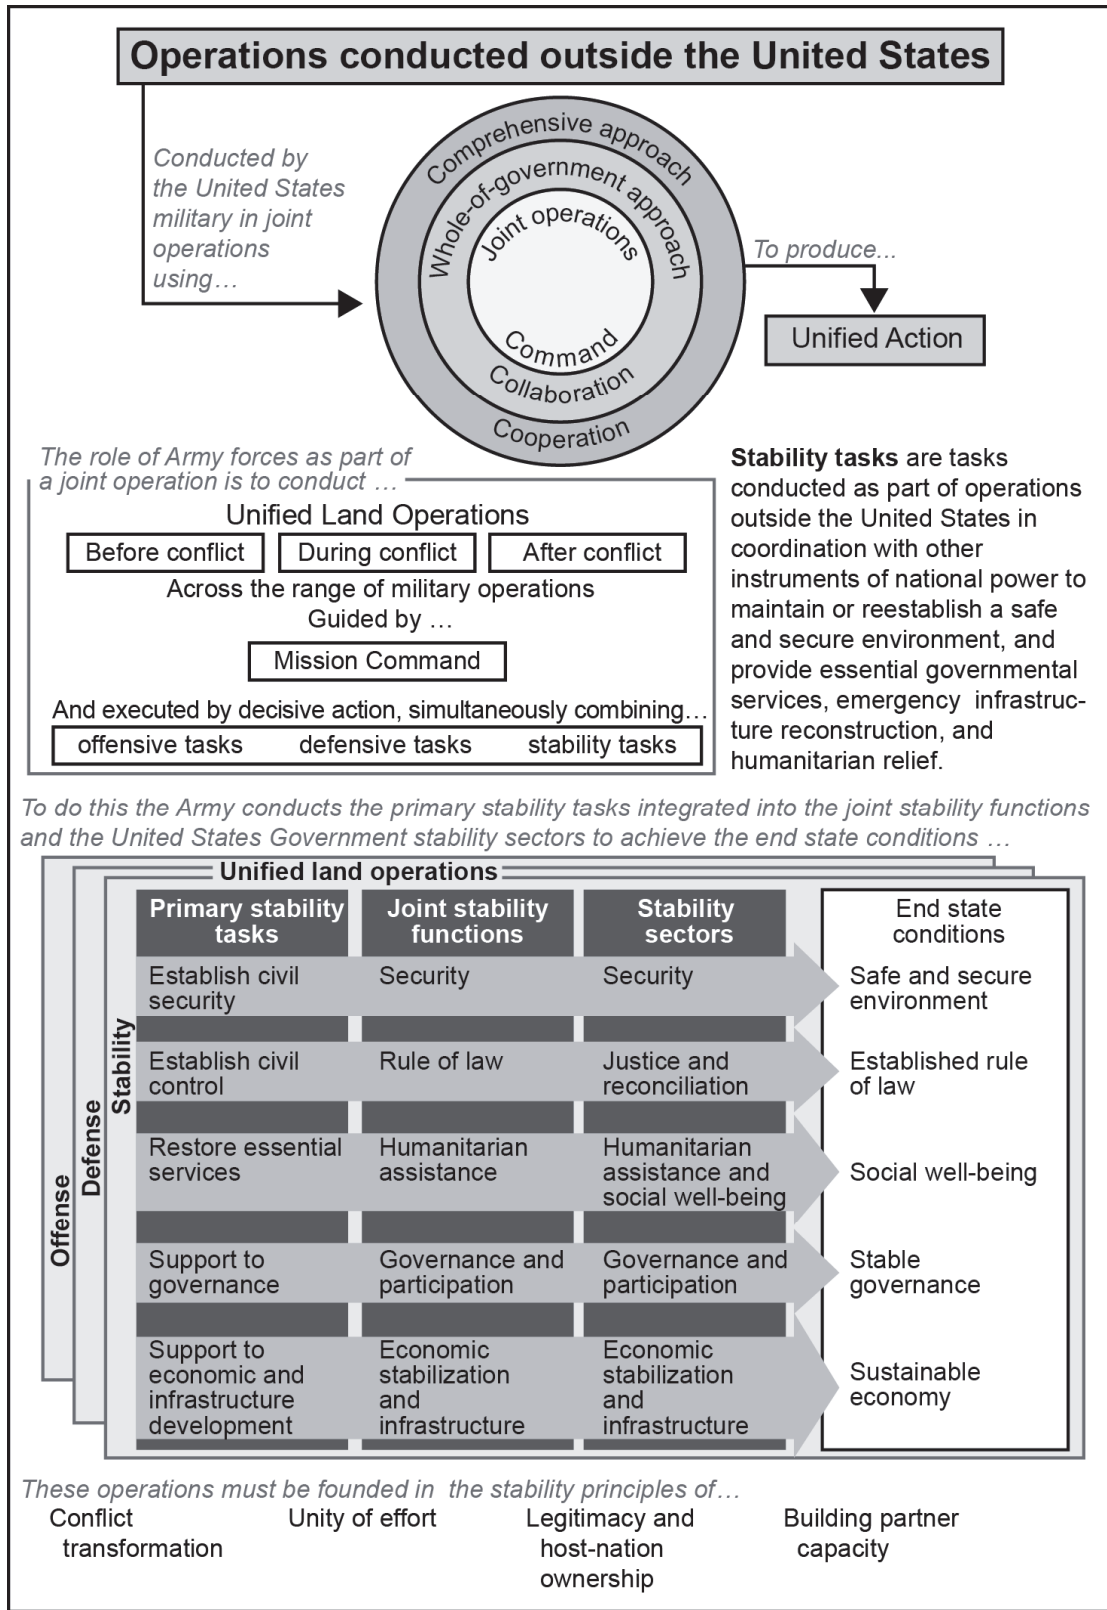 Operations conducted outside the United States
Conducted by
the United States
military in joint
operations
using…
Comprehensive approach
Whole-of-government approach
Joint operations
Command
Collaboration
Cooperation
To produce...
Unified Action
The role of Army forces as part of
a joint operation is to conduct …
Unified Land Operations
Before conflict
During conflict
After conflict
Across the range of military operations
Guided by …
Mission Command
And executed by decisive action, simultaneously combining…
offensive tasks defensive tasks stability tasks
Stability tasks are tasks
conducted as part of operations
outside the United States in
coordination with other
instruments of national power to
maintain or reestablish a safe
and secure environment, and
provide essential governmental
services, emergency infrastruc-
ture reconstruction, and
humanitarian relief.
To do this the Army conducts the primary stability tasks integrated into the joint stability functions
and the United States Government stability sectors to achieve the end state conditions …
Unified land operations
Offense
Defense
Stability
Primary stability
tasks
Joint stability
functions
Stability
sectors
End state
conditions
Establish civil
security
Security
Security
Safe and secure
environment
Establish civil
control
Rule of law
Justice and
reconciliation
Established rule
of law
Restore essential
services
Humanitarian
assistance
Humanitarian
assistance and
social well-being
Social well-being
Support to
governance
Governance and
participation
Governance and
participation
Stable
governance
Support to
economic and
infrastructure
development
Economic
stabilization
and
infrastructure
Economic
stabilization
and
infrastructure
Sustainable
economy
These operations must be founded in the stability principles of…
Conflict
transformation
Unity of effort
Legitimacy and
host-nation
ownership
Building partner
capacity